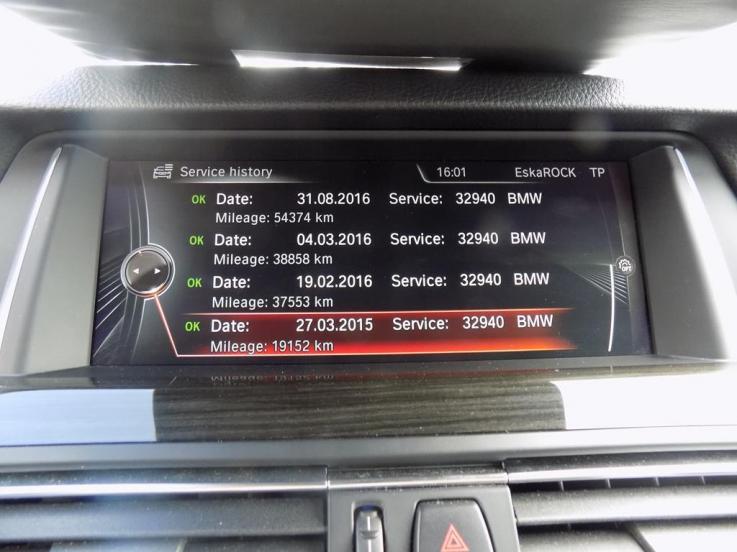 Service history 16:01 EskaROCK TP
OK Date: 31.08.2016 Service: 32940 BMW
Mileage: 54374 km
OK Date: 04.03.2016 Service: 32940 BMW
Mileage: 38858 km
OK Date: 19.02.2016 Service: 32940 BMW
Mileage: 37553 km
OFF
OK Date: 27.03.2015 Service: 32940 BMW
Mileage: 19152 km